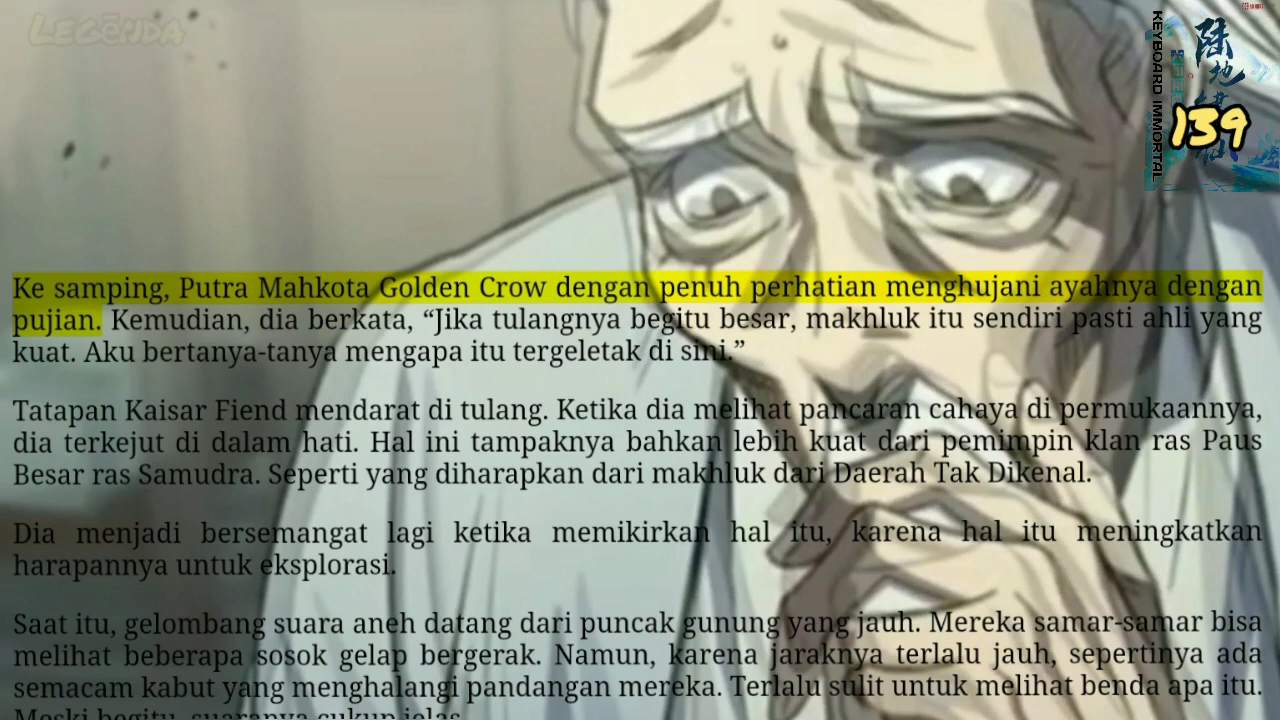 LEGENDA
KEYBOARD IMMORTAL
陆地
139
Ke samping, Putra Mahkota Golden Crow dengan penuh perhatian menghujani ayahnya dengan
pujian. Kemudian, dia berkata, “Jika tulangnya begitu besar, makhluk itu sendiri pasti ahli yang
kuat. Aku bertanya-tanya mengapa itu tergeletak di sini.”
Tatapan Kaisar Fiend mendarat di tulang. Ketika dia melihat pancaran cahaya di permukaannya,
dia terkejut di dalam hati. Hal ini tampaknya bahkan lebih kuat dari pemimpin klan ras Paus
Besar ras Samudra. Seperti yang diharapkan dari makhluk dari Daerah Tak Dikenal.
Dia menjadi bersemangat lagi ketika memikirkan hal itu, karena hal itu meningkatkan
harapannya untuk eksplorasi.
Saat itu, gelombang suara aneh datang dari puncak gunung yang jauh. Mereka samar-samar bisa
melihat beberapa sosok gelap bergerak. Namun, karena jaraknya terlalu jauh, sepertinya ada
semacam kabut yang menghalangi pandangan mereka. Terlalu sulit untuk melihat benda apa itu.
Meski begitu, suaranya cukup jelas.